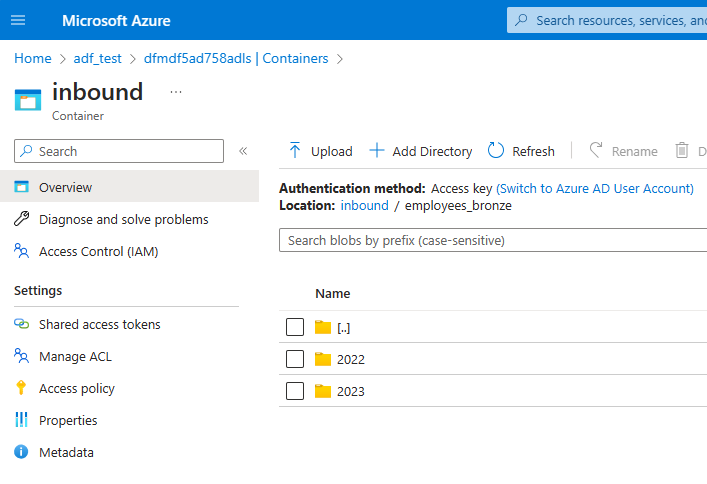 Microsoft Azure
Search resources, services, and
Home > adf_test > dfmdf5ad758adls | Containers >
inbound ...
Container
Search «
Overview
Diagnose and solve problems
Access Control (IAM)
Settings
Shared access tokens
Manage ACL
Access policy
Properties
Metadata
Upload Add Directory Refresh Rename D
Authentication method: Access key (Switch to Azure AD User Account)
Location: inbound / employees_bronze
Search blobs by prefix (case-sensitive)
Name
[..]
2022
2023